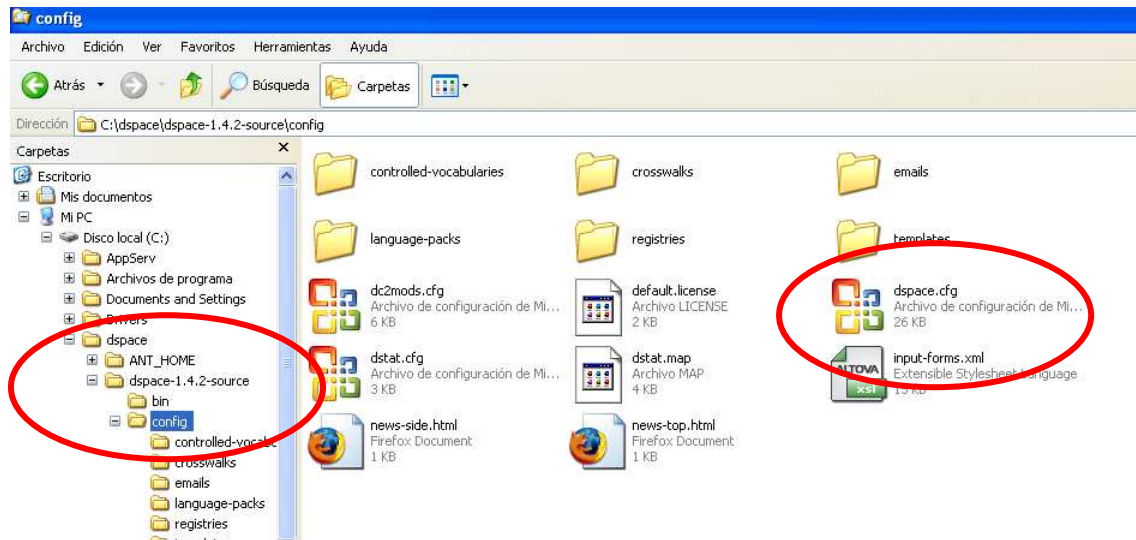 config
Archivo Edición Ver Favoritos Herramientas Ayuda
Atrás Búsqueda Carpetas
Dirección C:\dspace\dspace-1.4.2-source\config
Carpetas
Escritorio
Mis documentos
Mi PC
Disco local (C:)
AppServ
Archivos de programa
Documents and Settings
Drivers
dspace
ANT_HOME
dspace-1.4.2-source
bin
config
controlled-vocabc
crosswalks
emails
language-packs
registries
controlled-vocabularies
crosswalks
emails
language-packs
registries
templates
dc2mods.cfg
Archivo de configuración de Mi...
6 KB
default.license
Archivo LICENSE
2 KB
dspace.cfg
Archivo de configuración de Mi...
26 KB
dstat.cfg
Archivo de configuración de Mi...
3 KB
dstat.map
Archivo MAP
4 KB
ALTOVA
xsl
input-forms.xml
Extensible Stylesheet Language
13 KB
news-side.html
Firefox Document
1 KB
news-top.html
Firefox Document
1 KB